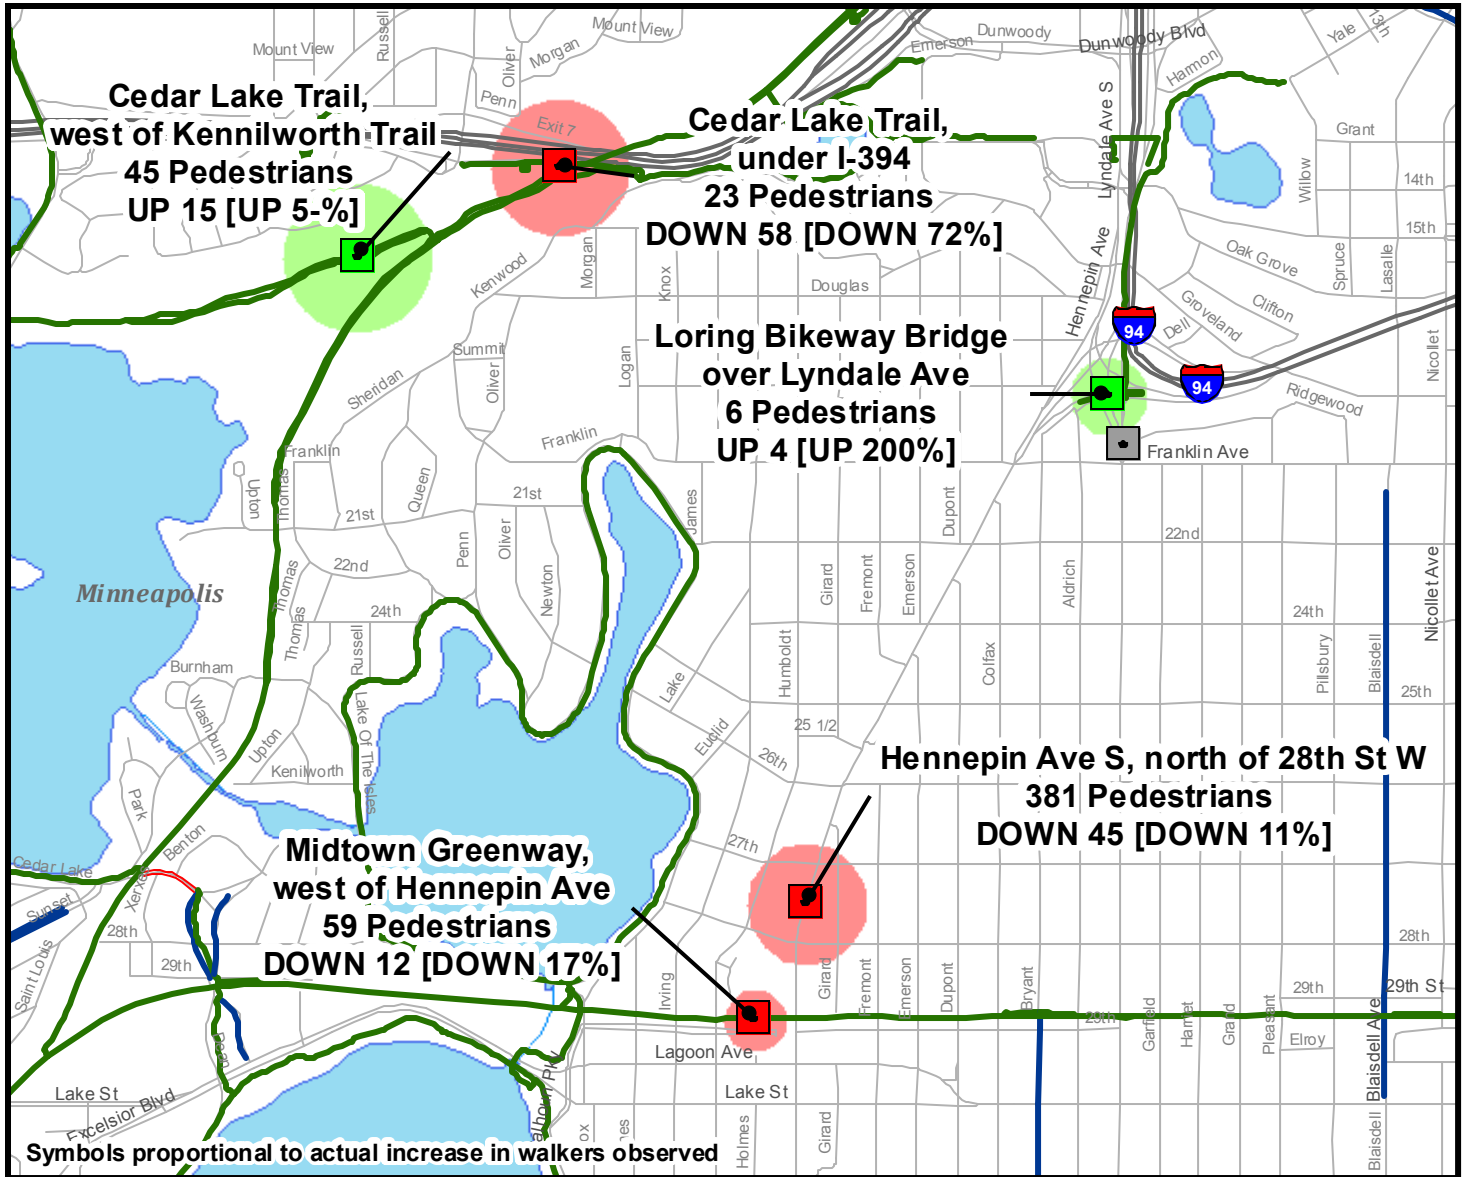 Mount View
Mount View
Russell
Oliver
Morgan
Penn
Exit 7
Emerson
Dunwoody
Dunwoody Blvd
Harmon
Yale
13th
Lyndale Ave S
Grant
Willow
14th
15th
Cedar Lake Trail,
west of Kennilworth Trail
45 Pedestrians
UP 15 [UP 5-%]
Cedar Lake Trail,
under I-394
23 Pedestrians
DOWN 58 [DOWN 72%]
Kenwood
Morgan
Knox
Douglas
Hennepin Ave
Oak Grove
Spruce
Lasalle
Clifton
Groveland
Dell
94
94
Nicollet
Ridgewood
Loring Bikeway Bridge
over Lyndale Ave
6 Pedestrians
UP 4 [UP 200%]
Franklin Ave
Summit
Oliver
Logan
Sheridan
Franklin
Franklin
Upton
Thomas
Queen
21st
21st
James
Dupont
22nd
Penn
Oliver
Newton
22nd
Thomas
Thomas
24th
Russell
Girard
Fremont
Emerson
Aldrich
24th
Nicollet Ave
Minneapolis
Burnham
Washburn
Upton
Kenilworth
Lake Of The Isles
Lake
Euclid
Humboldt
Colfax
Pillsbury
Blaisdell
25th
25 1/2
26th
27th
Hennepin Ave S, north of 28th St W
381 Pedestrians
DOWN 45 [DOWN 11%]
Park
Benton
Cedar Lake
Xerxes
Sunset
28th
29th
Saint Louis
Midtown Greenway,
west of Hennepin Ave
59 Pedestrians
DOWN 12 [DOWN 17%]
Irving
Girard
Fremont
Emerson
Dupont
Bryant
28th
29th
29th St
29th
Garfield
Harriet
Grand
Pleasant
Elroy
Blaisdell Ave
Dean
Lagoon Ave
Lake St
Lake St
Excelsior Blvd
alhoun Pky
Holmes
Girard
Blaisdell
Symbols proportional to actual increase in walkers observed